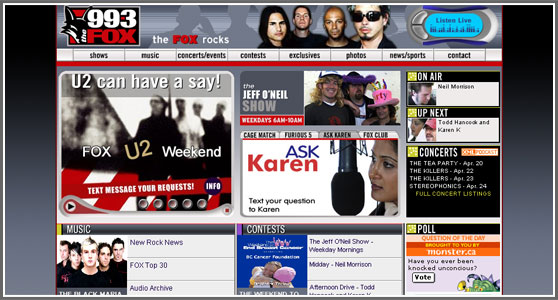 993
the FOX
the FOX rocks
Listen Live
shows
music
concerts/events
contests
exclusives
photos
news/sports
contact
U2 can have a say!
FOX U2 Weekend
TEXT MESSAGE YOUR REQUESTS!
INFO
the
JEFF O'NEIL
SHOW
WEEKDAYS 6AM-10AM
CAGE MATCH
FURIOUS 5
ASK KAREN
FOX CLUB
ASK
Karen
Text your question
to Karen
ON AIR
Neil Morrison
UP NEXT
Todd Hancock and
Karen K
CONCERTS
THE TEA PARTY - Apr. 20
THE KILLERS - Apr. 22
THE KILLERS - Apr. 23
STEREOPHONICS - Apr. 24
FULL CONCERT LISTINGS
MUSIC
New Rock News
FOX Top 30
Audio Archive
THE BLACK MARIA
CONTESTS
BC Cancer Foundation
THE WEEKEND TO
The Jeff O'Neil Show -
Weekday Mornings
Midday - Neil Morrison
Afternoon - Todd
Hancock and Karen K
POLL
QUESTION OF THE DAY
BROUGHT TO YOU BY
monster.ca
Have you ever been
knocked unconcious?
Vote